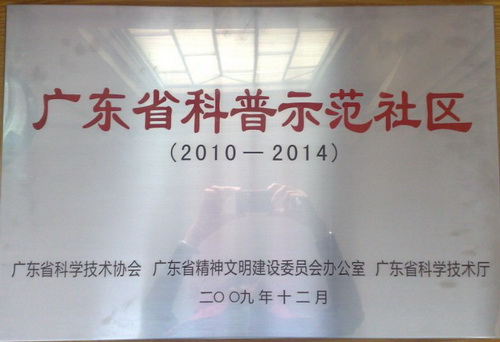 广东省科普示范社区
(2010—2014)
广东省科学技术协会 广东省精神文明建设委员会办公室 广东省科学技术厅
二〇〇九年十二月